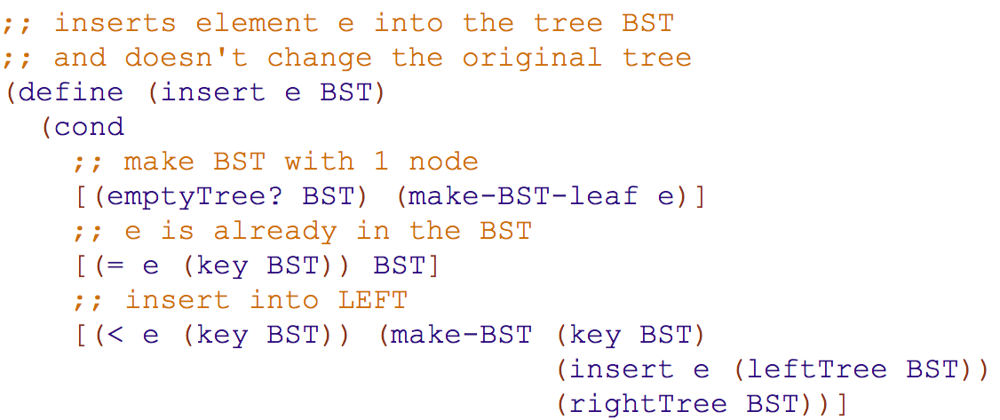 ;; inserts element e into the tree BST
;; and doesn't change the original tree
(define (insert e BST)
  (cond
    ;; make BST with 1 node
    [(emptyTree? BST) (make-BST-leaf e)]
    ;; e is already in the BST
    [(= e (key BST)) BST]
    ;; insert into LEFT
    [(< e (key BST)) (make-BST (key BST)
                               (insert e (leftTree BST))
                               (rightTree BST))]